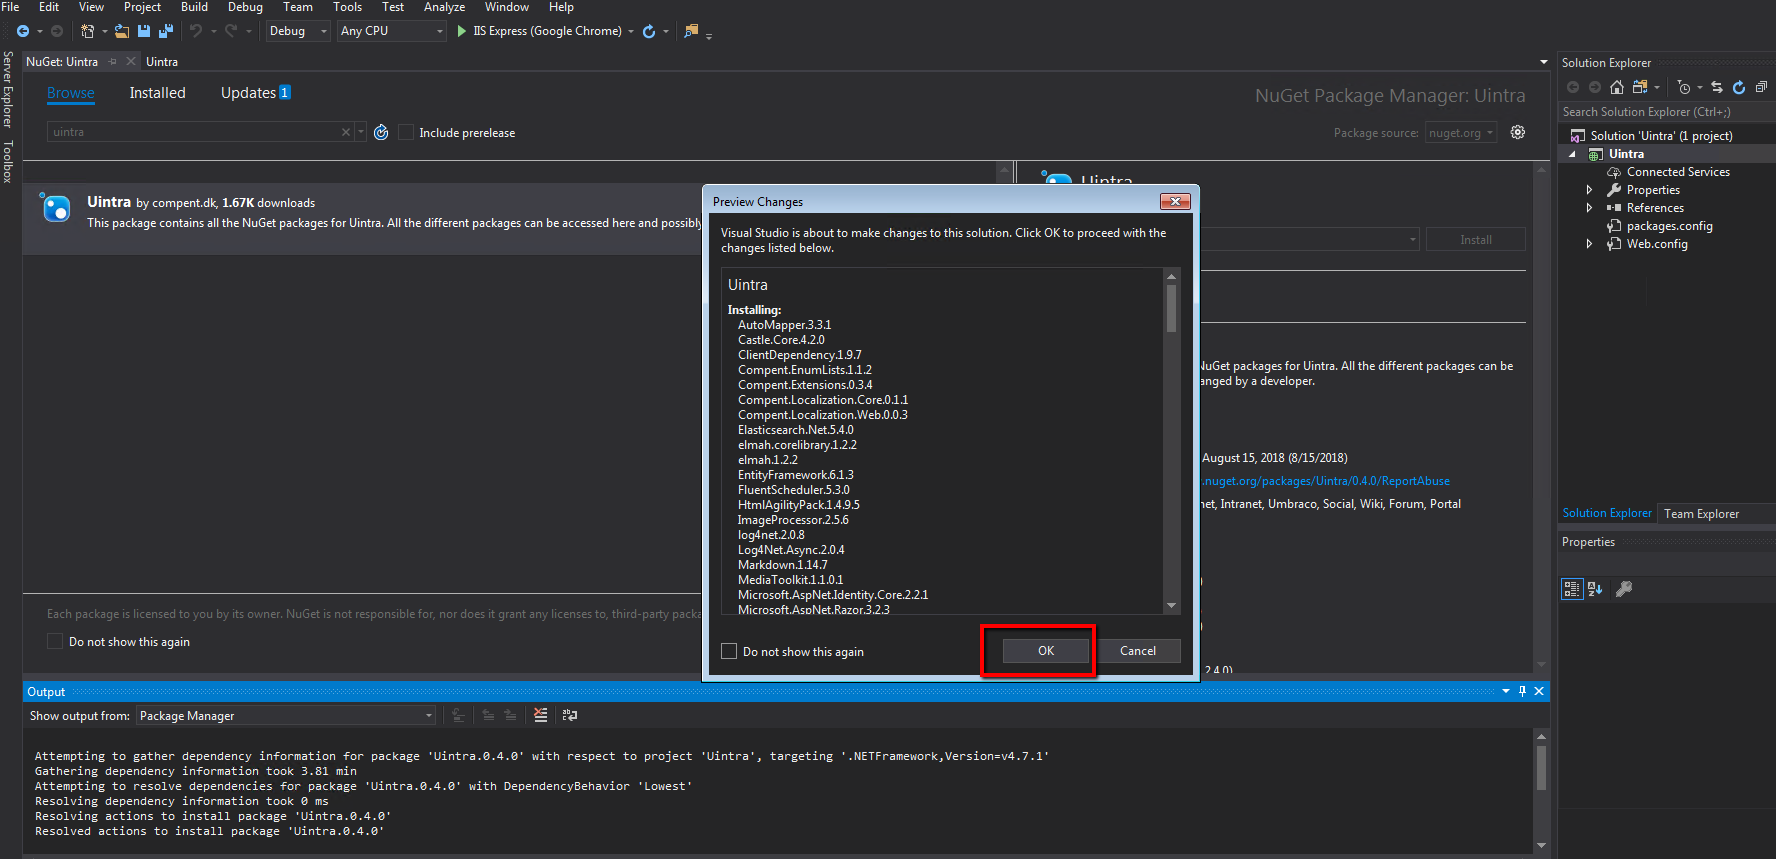 File Edit View Project Build Debug Team Tools Test Analyze Window Help
Debug Any CPU IIS Express (Google Chrome)
Server Explorer
Toolbox
NuGet: Uintra Uintra
Browse Installed Updates 1
NuGet Package Manager: Uintra
uintra Include prerelease
Package source: nuget.org
Uintra by compent.dk, 1.67K downloads
This package contains all the NuGet packages for Uintra. All the different packages can be accessed here and possibly
Each package is licensed to you by its owner. NuGet is not responsible for, nor does it grant any licenses to, third-party
Do not show this again
Uintra
Install
NuGet packages for Uintra. All the different packages can be
anged by a developer.
August 15, 2018 (8/15/2018)
.nuget.org/packages/Uintra/0.4.0/ReportAbuse
net, Intranet, Umbraco, Social, Wiki, Forum, Portal
2.4.0)
Preview Changes
Visual Studio is about to make changes to this solution. Click OK to proceed with the
changes listed below.
Uintra
Installing:
AutoMapper.3.3.1
Castle.Core.4.2.0
ClientDependency.1.9.7
Compent.EnumLists.1.1.2
Compent.Extensions.0.3.4
Compent.Localization.Core.0.1.1
Compent.Localization.Web.0.0.3
Elasticsearch.Net.5.4.0
elmah.corelibrary.1.2.2
elmah.1.2.2
EntityFramework.6.1.3
FluentScheduler.5.3.0
HtmlAgilityPack.1.4.9.5
ImageProcessor.2.5.6
log4net.2.0.8
Log4Net.Async.2.0.4
Markdown.1.14.7
MediaToolkit.1.1.0.1
Microsoft.AspNet.Identity.Core.2.2.1
Microsoft.AspNet.Razor.3.2.3
Do not show this again OK Cancel
Solution Explorer
Search Solution Explorer (Ctrl+;)
Solution 'Uintra' (1 project)
Uintra
Connected Services
Properties
References
packages.config
Web.config
Solution Explorer Team Explorer
Properties
Output
Show output from: Package Manager
Attempting to gather dependency information for package 'Uintra.0.4.0' with respect to project 'Uintra', targeting '.NETFramework,Version=v4.7.1'
Gathering dependency information took 3.81 min
Attempting to resolve dependencies for package 'Uintra.0.4.0' with DependencyBehavior 'Lowest'
Resolving dependency information took 0 ms
Resolving actions to install package 'Uintra.0.4.0'
Resolved actions to install package 'Uintra.0.4.0'